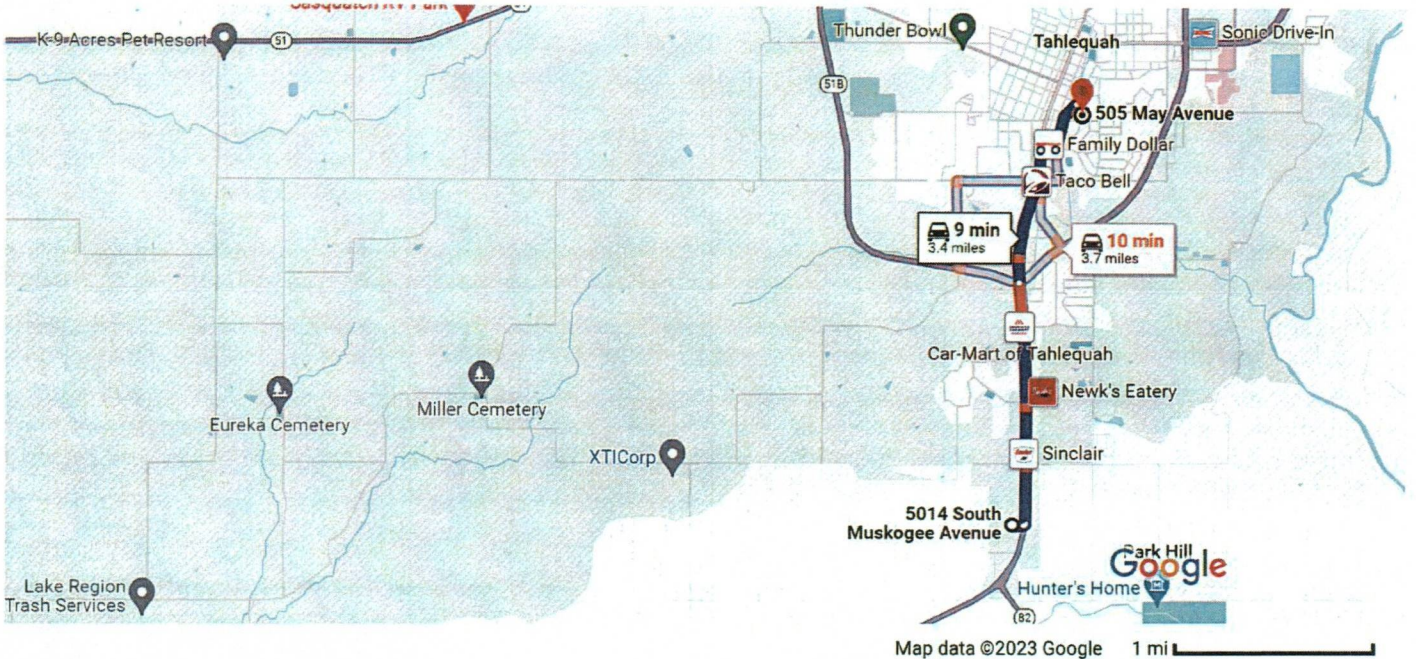 Sasquatch RV Park
K-9 Acres Pet Resort
51
Thunder Bowl
Tahlequah
Sonic Drive-In
51B
505 May Avenue
Family Dollar
Taco Bell
9 min
3.4 miles
10 min
3.7 miles
Car-Mart of Tahlequah
Newk's Eatery
Miller Cemetery
Eureka Cemetery
XTICorp
Sinclair
5014 South
Muskogee Avenue
Park Hill
Google
Lake Region
Trash Services
Hunter's Home
82
Map data ©2023 Google 1 mi